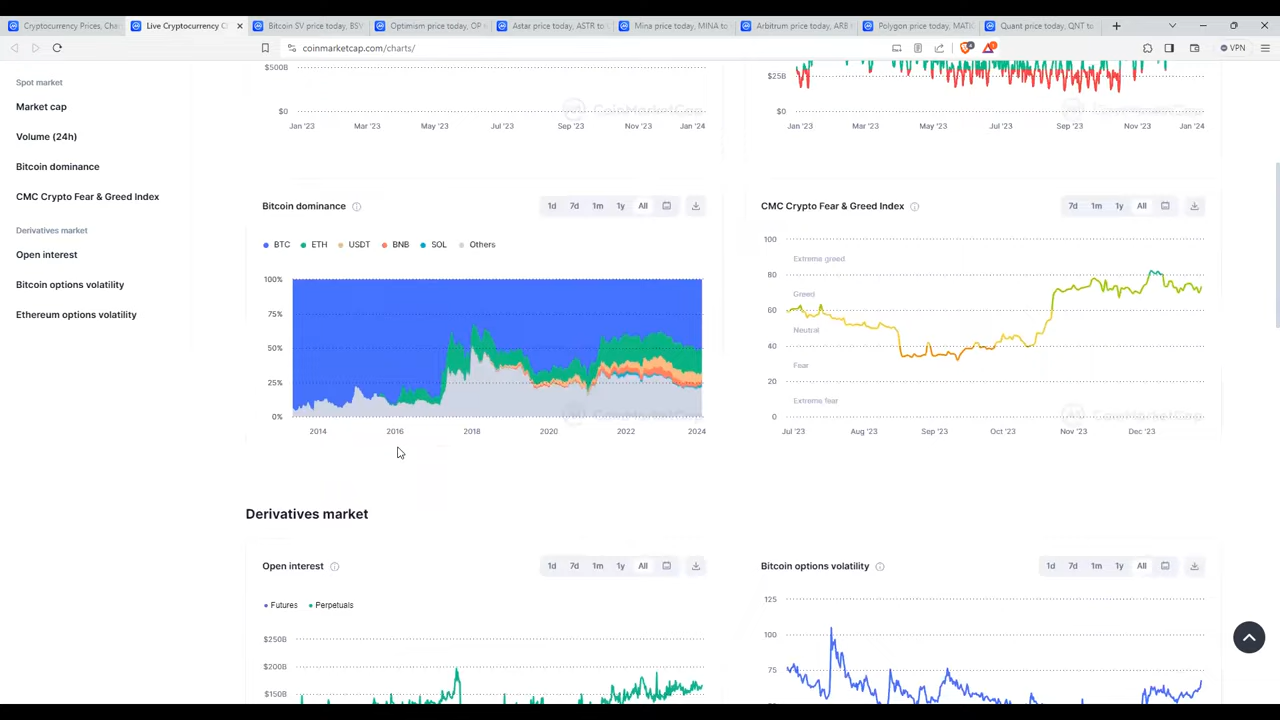 Cryptocurrency Prices, Cha
Live Cryptocurrency C
Bitcoin SV price today, BSV
Optimism price today, OP
Astar price today, ASTR to
Mina price today, MINA to
Arbitrum price today, ARB
Polygon price today, MATI
Quant price today, QNT to
coinmarketcap.com/charts/
VPN
Spot market
Market cap
Volume (24h)
Bitcoin dominance
CMC Crypto Fear & Greed Index
Derivatives market
Open interest
Bitcoin options volatility
Ethereum options volatility
$500B
$0
CoinMarketCap
Jan '23 Mar '23 May '23 Jul '23 Sep '23 Nov '23 Jan '24
$25B
$0
CoinMarketCap
Jan '23 Mar '23 May '23 Jul '23 Sep '23 Nov '23 Jan '24
Bitcoin dominance
1d 7d 1m 1y All
BTC ETH USDT BNB SOL Others
100%
75%
50%
25%
0%
CoinMarketCap
2014 2016 2018 2020 2022 2024
CMC Crypto Fear & Greed Index
7d 1m 1y All
100
Extreme greed
80
Greed
60
Neutral
40
Fear
20
Extreme fear
0
CoinMarketCap
Jul '23 Aug '23 Sep '23 Oct '23 Nov '23 Dec '23
Derivatives market
Open interest
1d 7d 1m 1y All
Futures Perpetuals
$250B
$200B
$150B
Bitcoin options volatility
1d 7d 1m 1y All
125
100
75